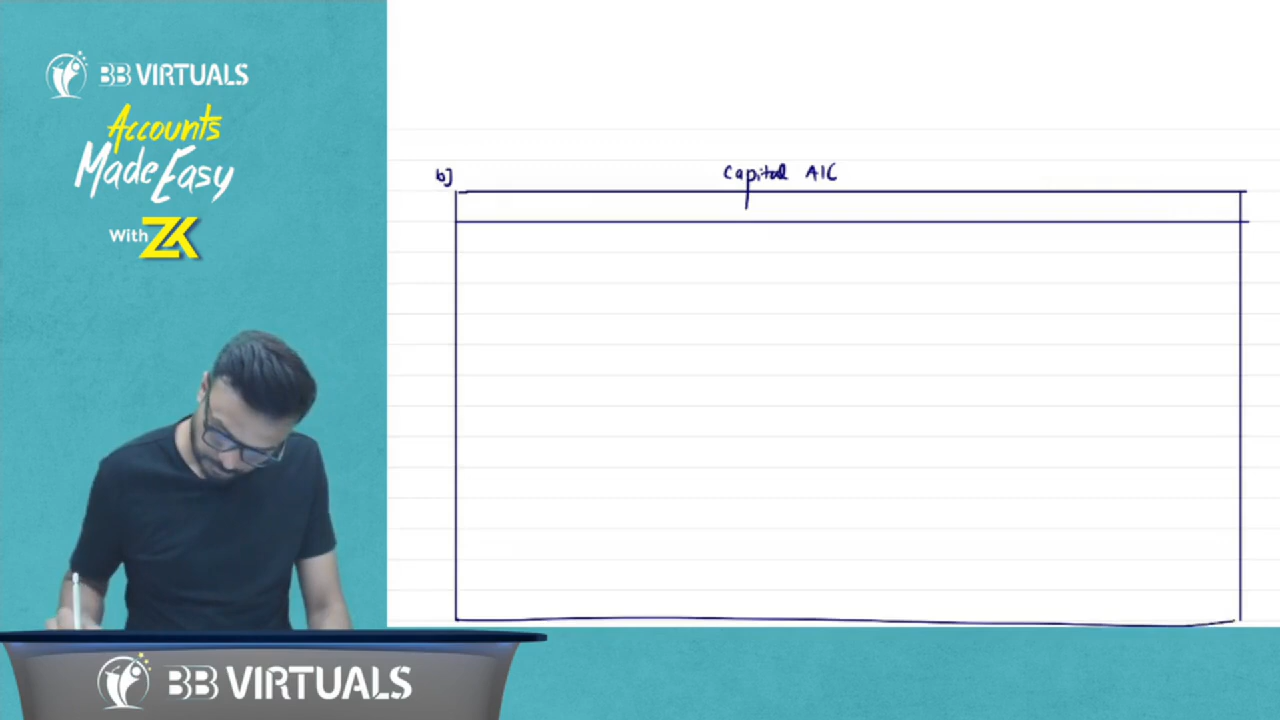 BB VIRTUALS
Accounts
Made Easy
With ZK
b] Capital A/C
BB VIRTUALS